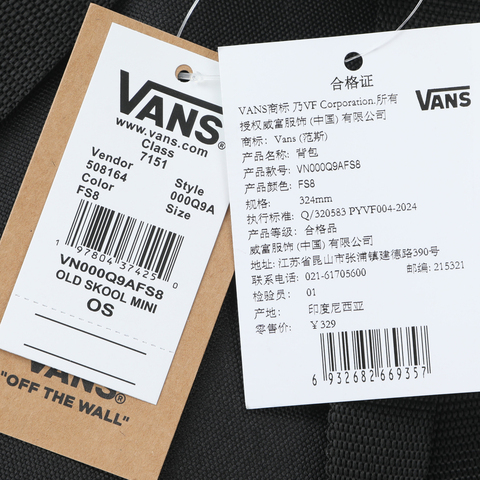 VANS®
www.vans.com
Class
7151
Vendor
508164
Style
000Q9A
Color
FS8
Size
1 97804 37425 0
VN000Q9AFS8
OLD SKOOL MINI
OS
VANS®
"OFF THE WALL"
合格证
VANS商标 乃VF Corporation.所有
授权威富服饰 (中国) 有限公司
VANS
商标: Vans (范斯)
产品名称: 背包
产品款号: VN000Q9AFS8
产品颜色: FS8
规格: 324mm
执行标准: Q/320583 PYVF004-2024
产品等级: 合格品
威富服饰 (中国) 有限公司
地址: 江苏省昆山市张浦镇建德路390号
联系电话: 021-61705600 邮编: 215321
检验员: 01
产地: 印度尼西亚
零售价: ¥329
6 932682 669357